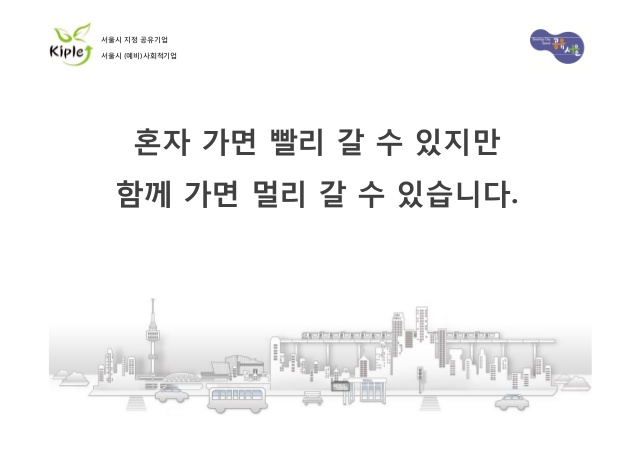 Kiple
서울시 지정 공유기업
서울시 (예비)사회적기업
공유
서울
혼자 가면 빨리 갈 수 있지만
함께 가면 멀리 갈 수 있습니다.